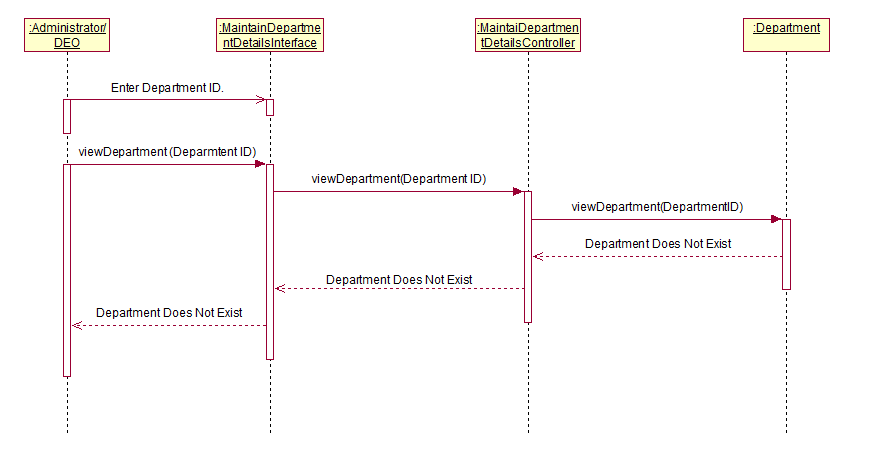 :Administrator/
DEO
:MaintainDepartme
ntDetailsInterface
:MaintaiDepartmen
tDetailsController
:Department
Enter Department ID.
viewDepartment (Deparmtent ID)
viewDepartment(Department ID)
viewDepartment(DepartmentID)
Department Does Not Exist
Department Does Not Exist
Department Does Not Exist